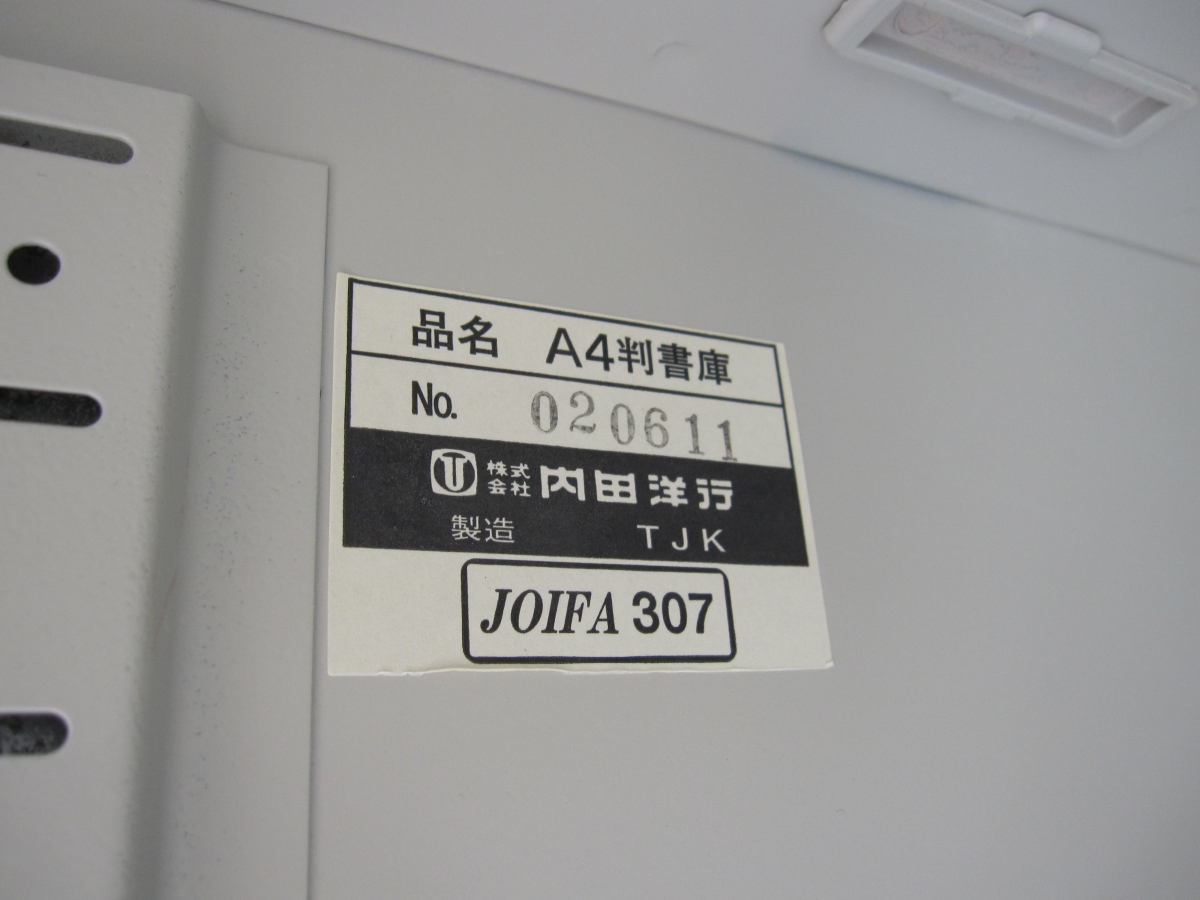 品名 A4判書庫
No. 020611
株式会社 内田洋行
製造 TJK
JOIFA 307